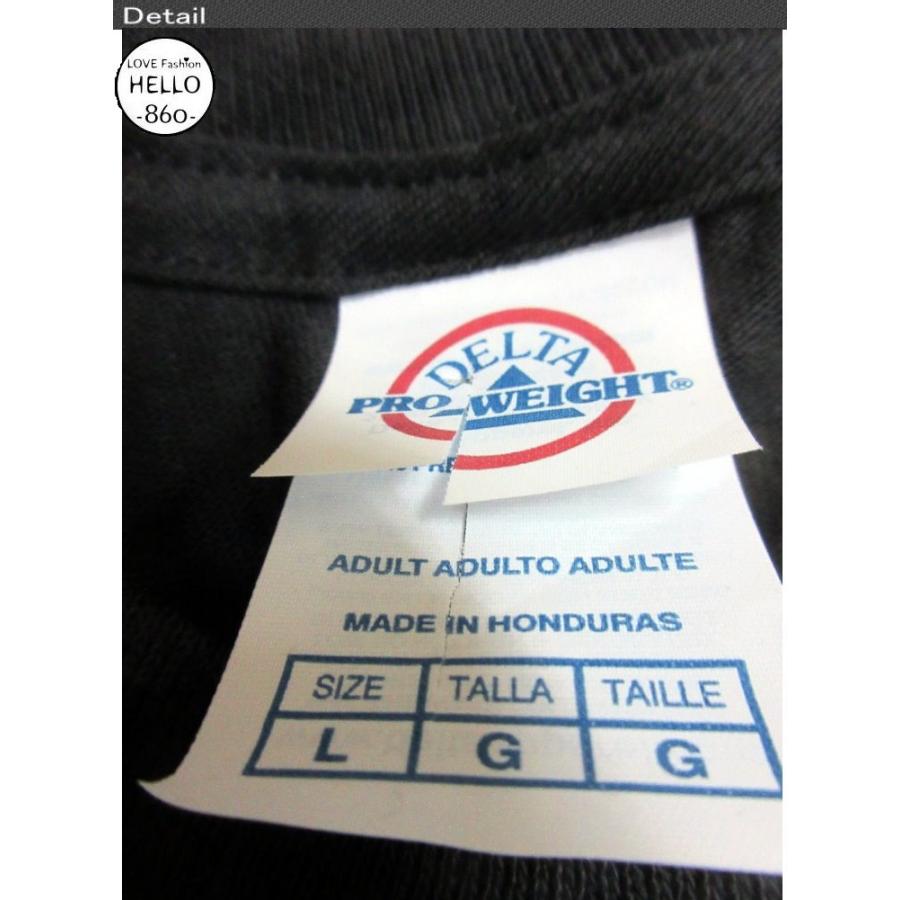 Detail
LOVE Fashion
HELLO
-860-
DELTA
PRO-WEIGHT®
ADULT ADULTO ADULTE
MADE IN HONDURAS
SIZE TALLA TAILLE
L G G